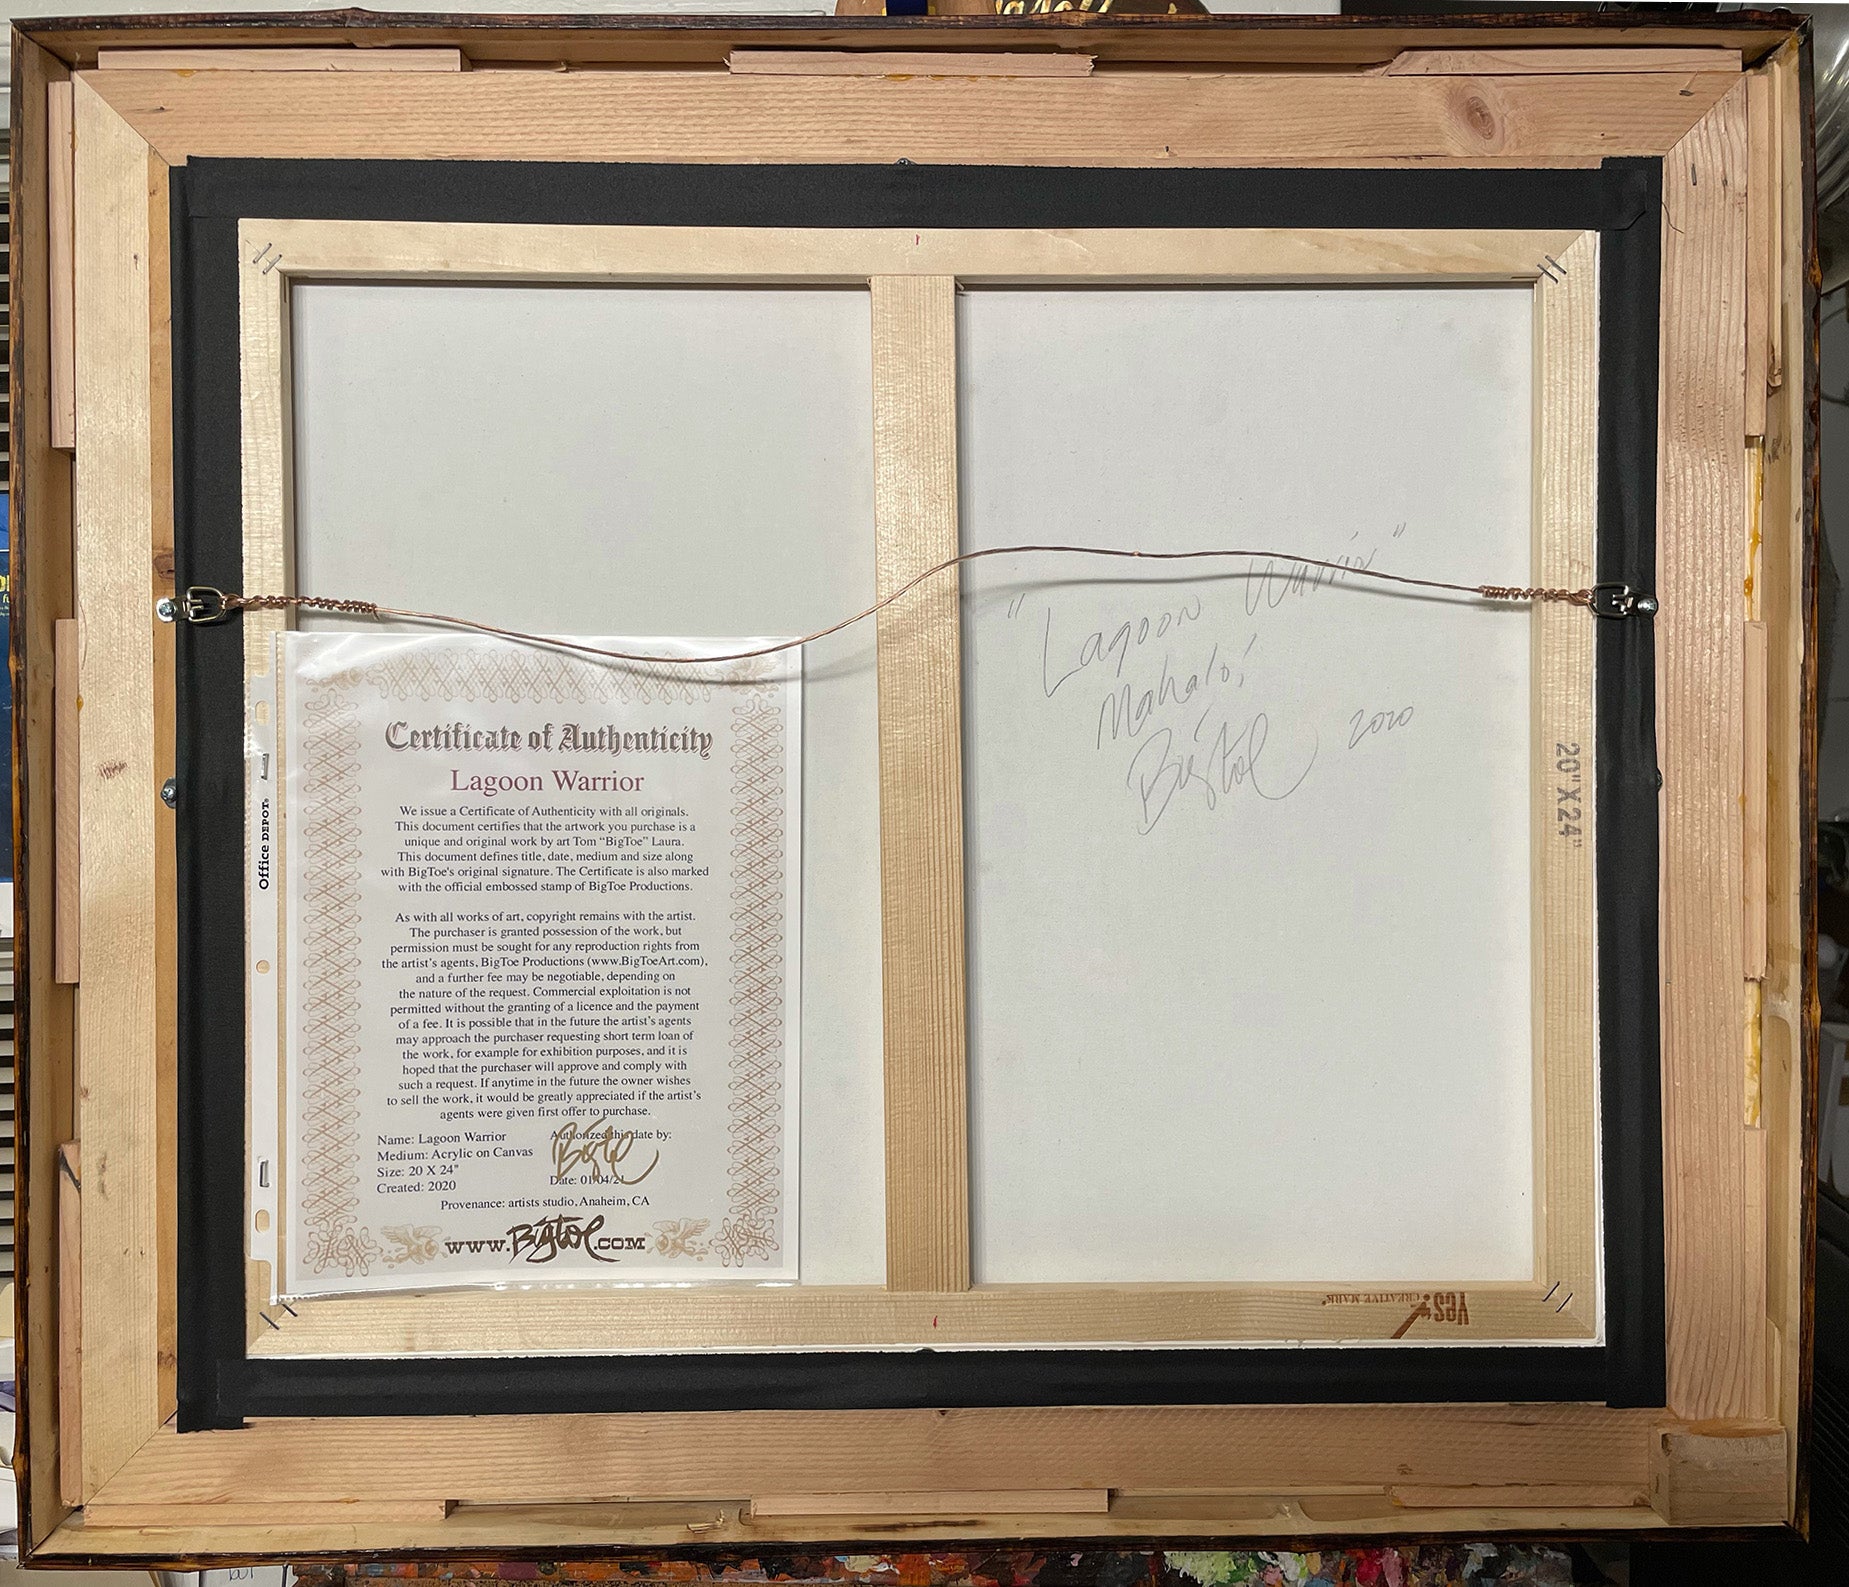 "Lagoon Warrior"
Mahalo,
BigToe 2020
20" X 24"
Certificate of Authenticity
Lagoon Warrior
We issue a Certificate of Authenticity with all originals.
This document certifies that the artwork you purchase is a
unique and original work by art Tom “BigToe” Laura.
This document defines title, date, medium and size along
with BigToe's original signature. The Certificate is also marked
with the official embossed stamp of BigToe Productions.
As with all works of art, copyright remains with the artist.
The purchaser is granted possession of the work, but
permission must be sought for any reproduction rights from
the artist’s agents, BigToe Productions (www.BigToeArt.com),
and a further fee may be negotiable, depending on
the nature of the request. Commercial exploitation is not
permitted without the granting of a licence and the payment
of a fee. It is possible that in the future the artist’s agents
may approach the purchaser requesting short term loan of
the work, for example for exhibition purposes, and it is
hoped that the purchaser will approve and comply with
such a request. If anytime in the future the owner wishes
to sell the work, it would be greatly appreciated if the artist’s
agents were given first offer to purchase.
Name: Lagoon Warrior
Medium: Acrylic on Canvas
Size: 20 X 24"
Created: 2020
Authorized this date by:
BigToe
Date: 01/04/21
Provenance: artists studio, Anaheim, CA
www.BigToe.com
Office DEPOT
Yes!
CREATIVE MARK